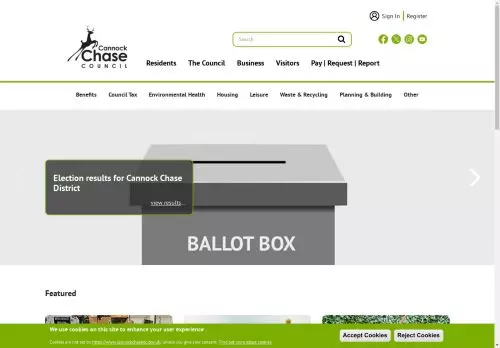 Sign In | Register
Cannock
Chase
COUNCIL
Search
Residents The Council Business Visitors Pay | Request | Report
Benefits Council Tax Environmental Health Housing Leisure Waste & Recycling Planning & Building Other
Election results for Cannock Chase
District
view results...
BALLOT BOX
Featured
We use cookies on this site to enhance your user experience
Cookies are not set by https://www.cannockchasedc.gov.uk/ unless you give your consent. Find out more about cookies
Accept Cookies Reject Cookies